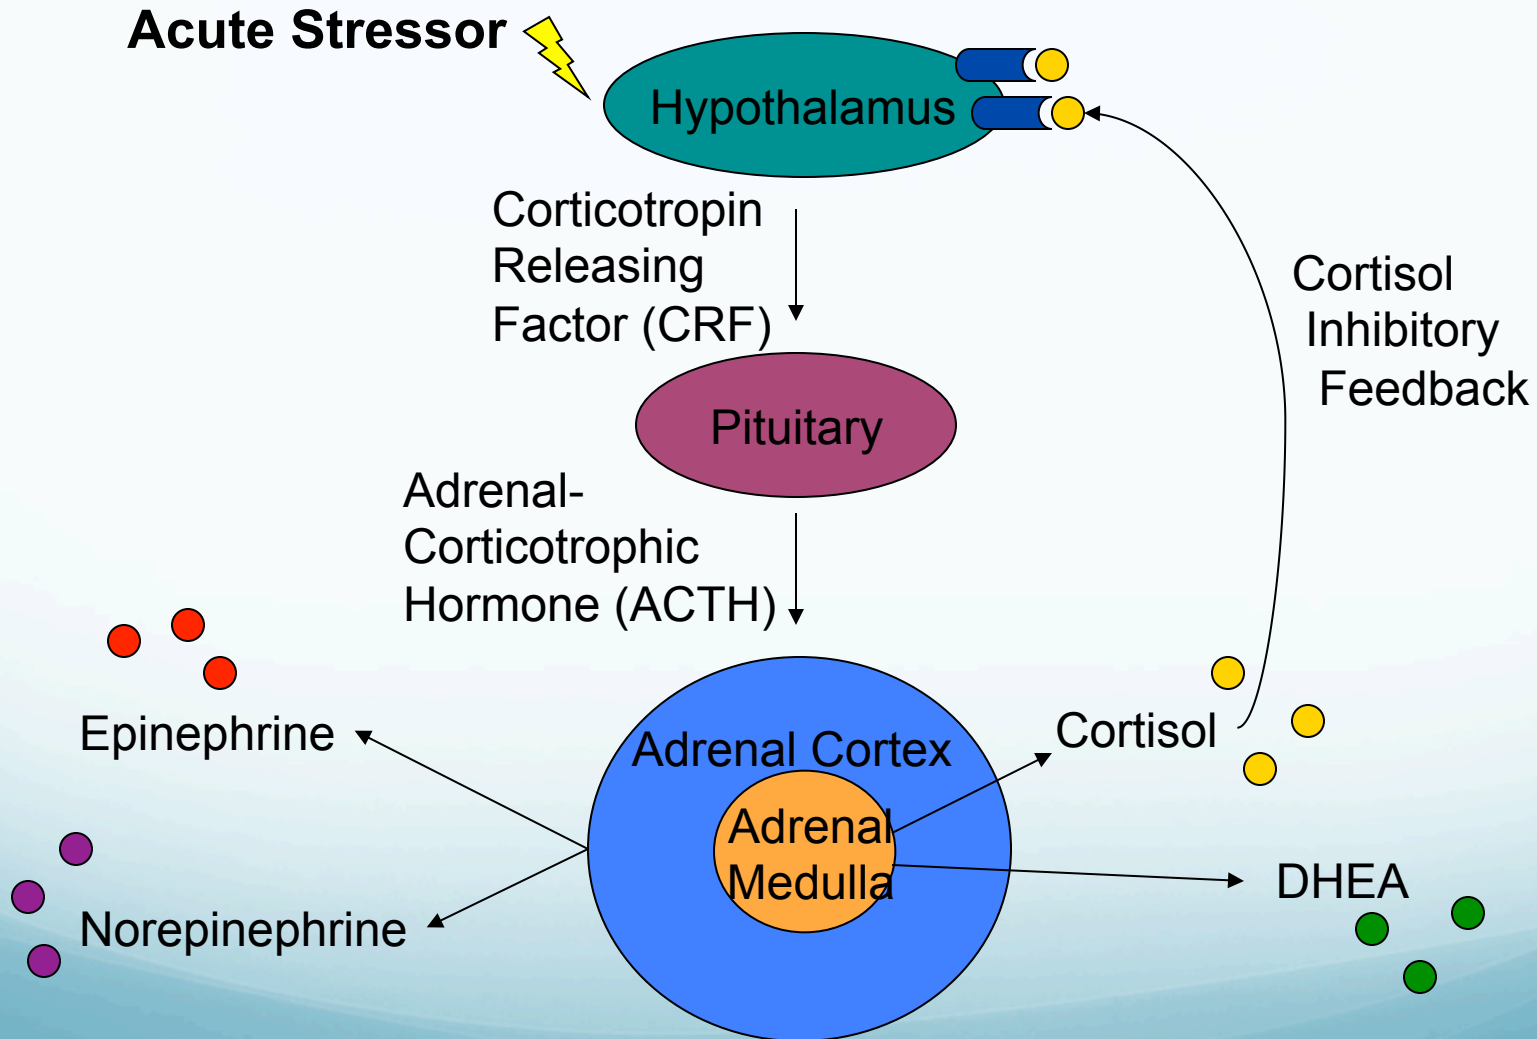 Acute Stressor
Hypothalamus
Corticotropin
Releasing
Factor (CRF)
Cortisol
Inhibitory
Feedback
Pituitary
Adrenal-
Corticotrophic
Hormone (ACTH)
Epinephrine
Adrenal Cortex
Cortisol
Adrenal
Medulla
DHEA
Norepinephrine